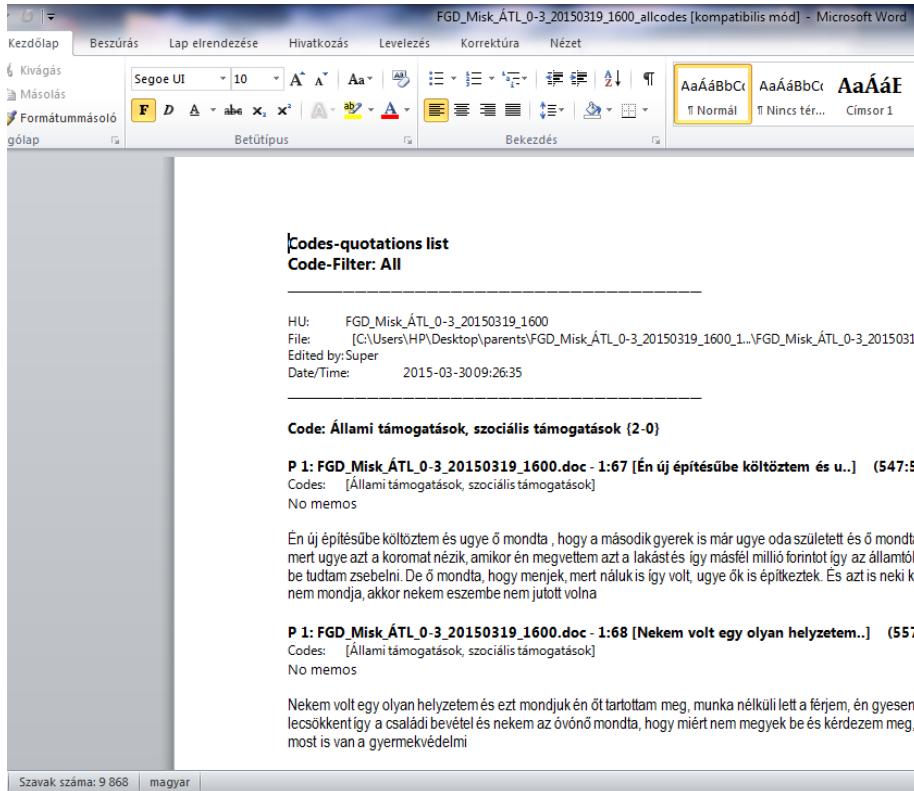 FGD_Misk_ÁTL_0-3_20150319_1600_allcodes [kompatibilis mód] - Microsoft Word
Kezdőlap Beszúrás Lap elrendezése Hivatkozás Levelezés Korrektúra Nézet
Kivágás
Másolás
Formátummásoló
gólap
Segoe UI 10
Betűtípus
Bekezdés
AaÁáBbCc AaÁáBbCc AaÁáB
¶ Normál ¶ Nincs tér... Címsor 1
Codes-quotations list
Code-Filter: All
HU: FGD_Misk_ÁTL_0-3_20150319_1600
File: [C:\Users\HP\Desktop\parents\FGD_Misk_ÁTL_0-3_20150319_1600_1...\FGD_Misk_ÁTL_0-3_2015031
Edited by: Super
Date/Time: 2015-03-30 09:26:35
Code: Állami támogatások, szociális támogatások {2-0}
P 1: FGD_Misk_ÁTL_0-3_20150319_1600.doc - 1:67 [Én új építésűbe költöztem és u..] (547:5
Codes: [Állami támogatások, szociális támogatások]
No memos
Én új építésűbe költöztem és ugye ő mondta , hogy a második gyerek is már ugye oda született és ő mondta
mert ugye azt a koromat nézik, amikor én megvettem azt a lakást és így másfél millió forintot így az államtól
be tudtam zsebelni. De ő mondta, hogy menjek, mert náluk is így volt, ugye ők is építkeztek. És azt is neki k
nem mondja, akkor nekem eszembe nem jutott volna
P 1: FGD_Misk_ÁTL_0-3_20150319_1600.doc - 1:68 [Nekem volt egy olyan helyzetem..] (557
Codes: [Állami támogatások, szociális támogatások]
No memos
Nekem volt egy olyan helyzetem és ezt mondjuk én őt tartottam meg, munka nélküli lett a férjem, én gyesen
lecsökkent így a családi bevétel és nekem az óvónő mondta, hogy miért nem megyek be és kérdezem meg,
most is van a gyermekvédelmi
Szavak száma: 9 868 magyar